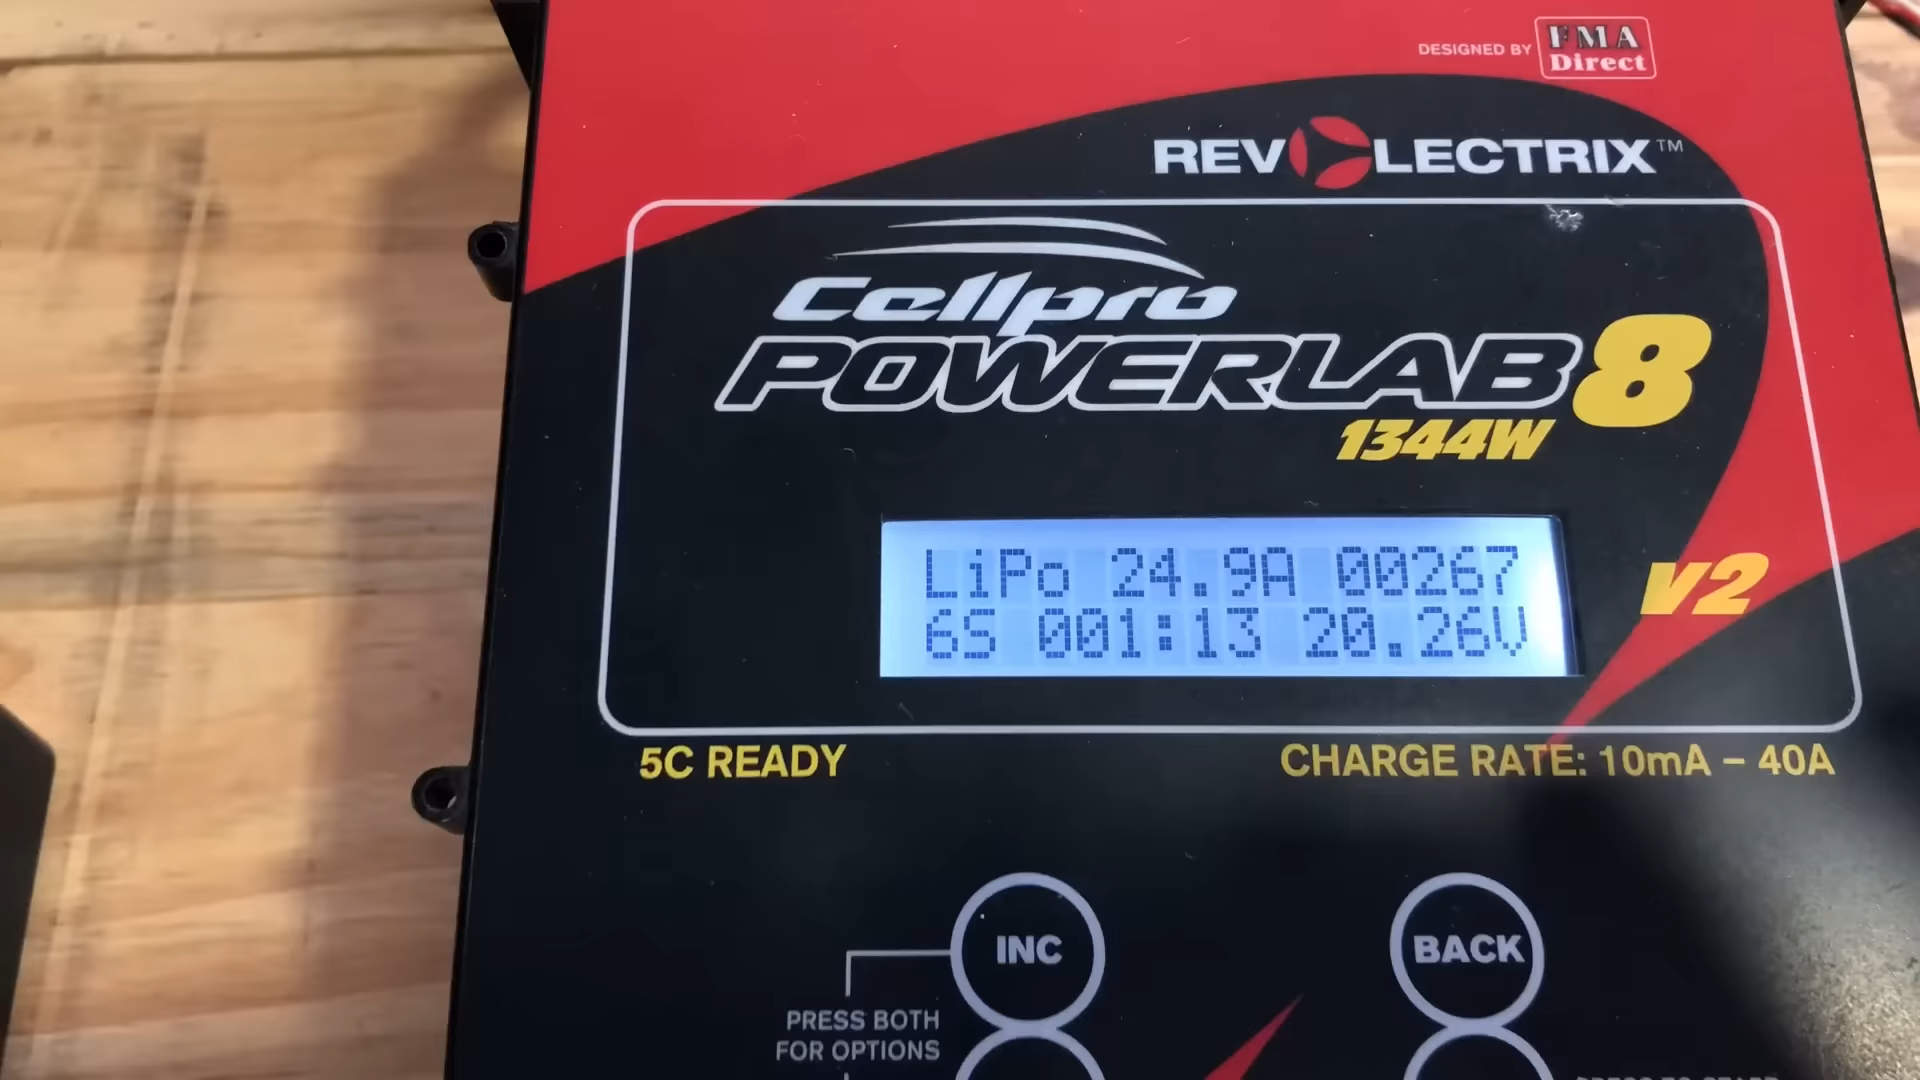 DESIGNED BY FMA Direct
REVOLECTRIX™
Cellpro
POWERLAB 8
1344W
LiPo 24.9A 00267
6S 001:13 20.26V
V2
5C READY
CHARGE RATE: 10mA – 40A
INC
BACK
PRESS BOTH
FOR OPTIONS